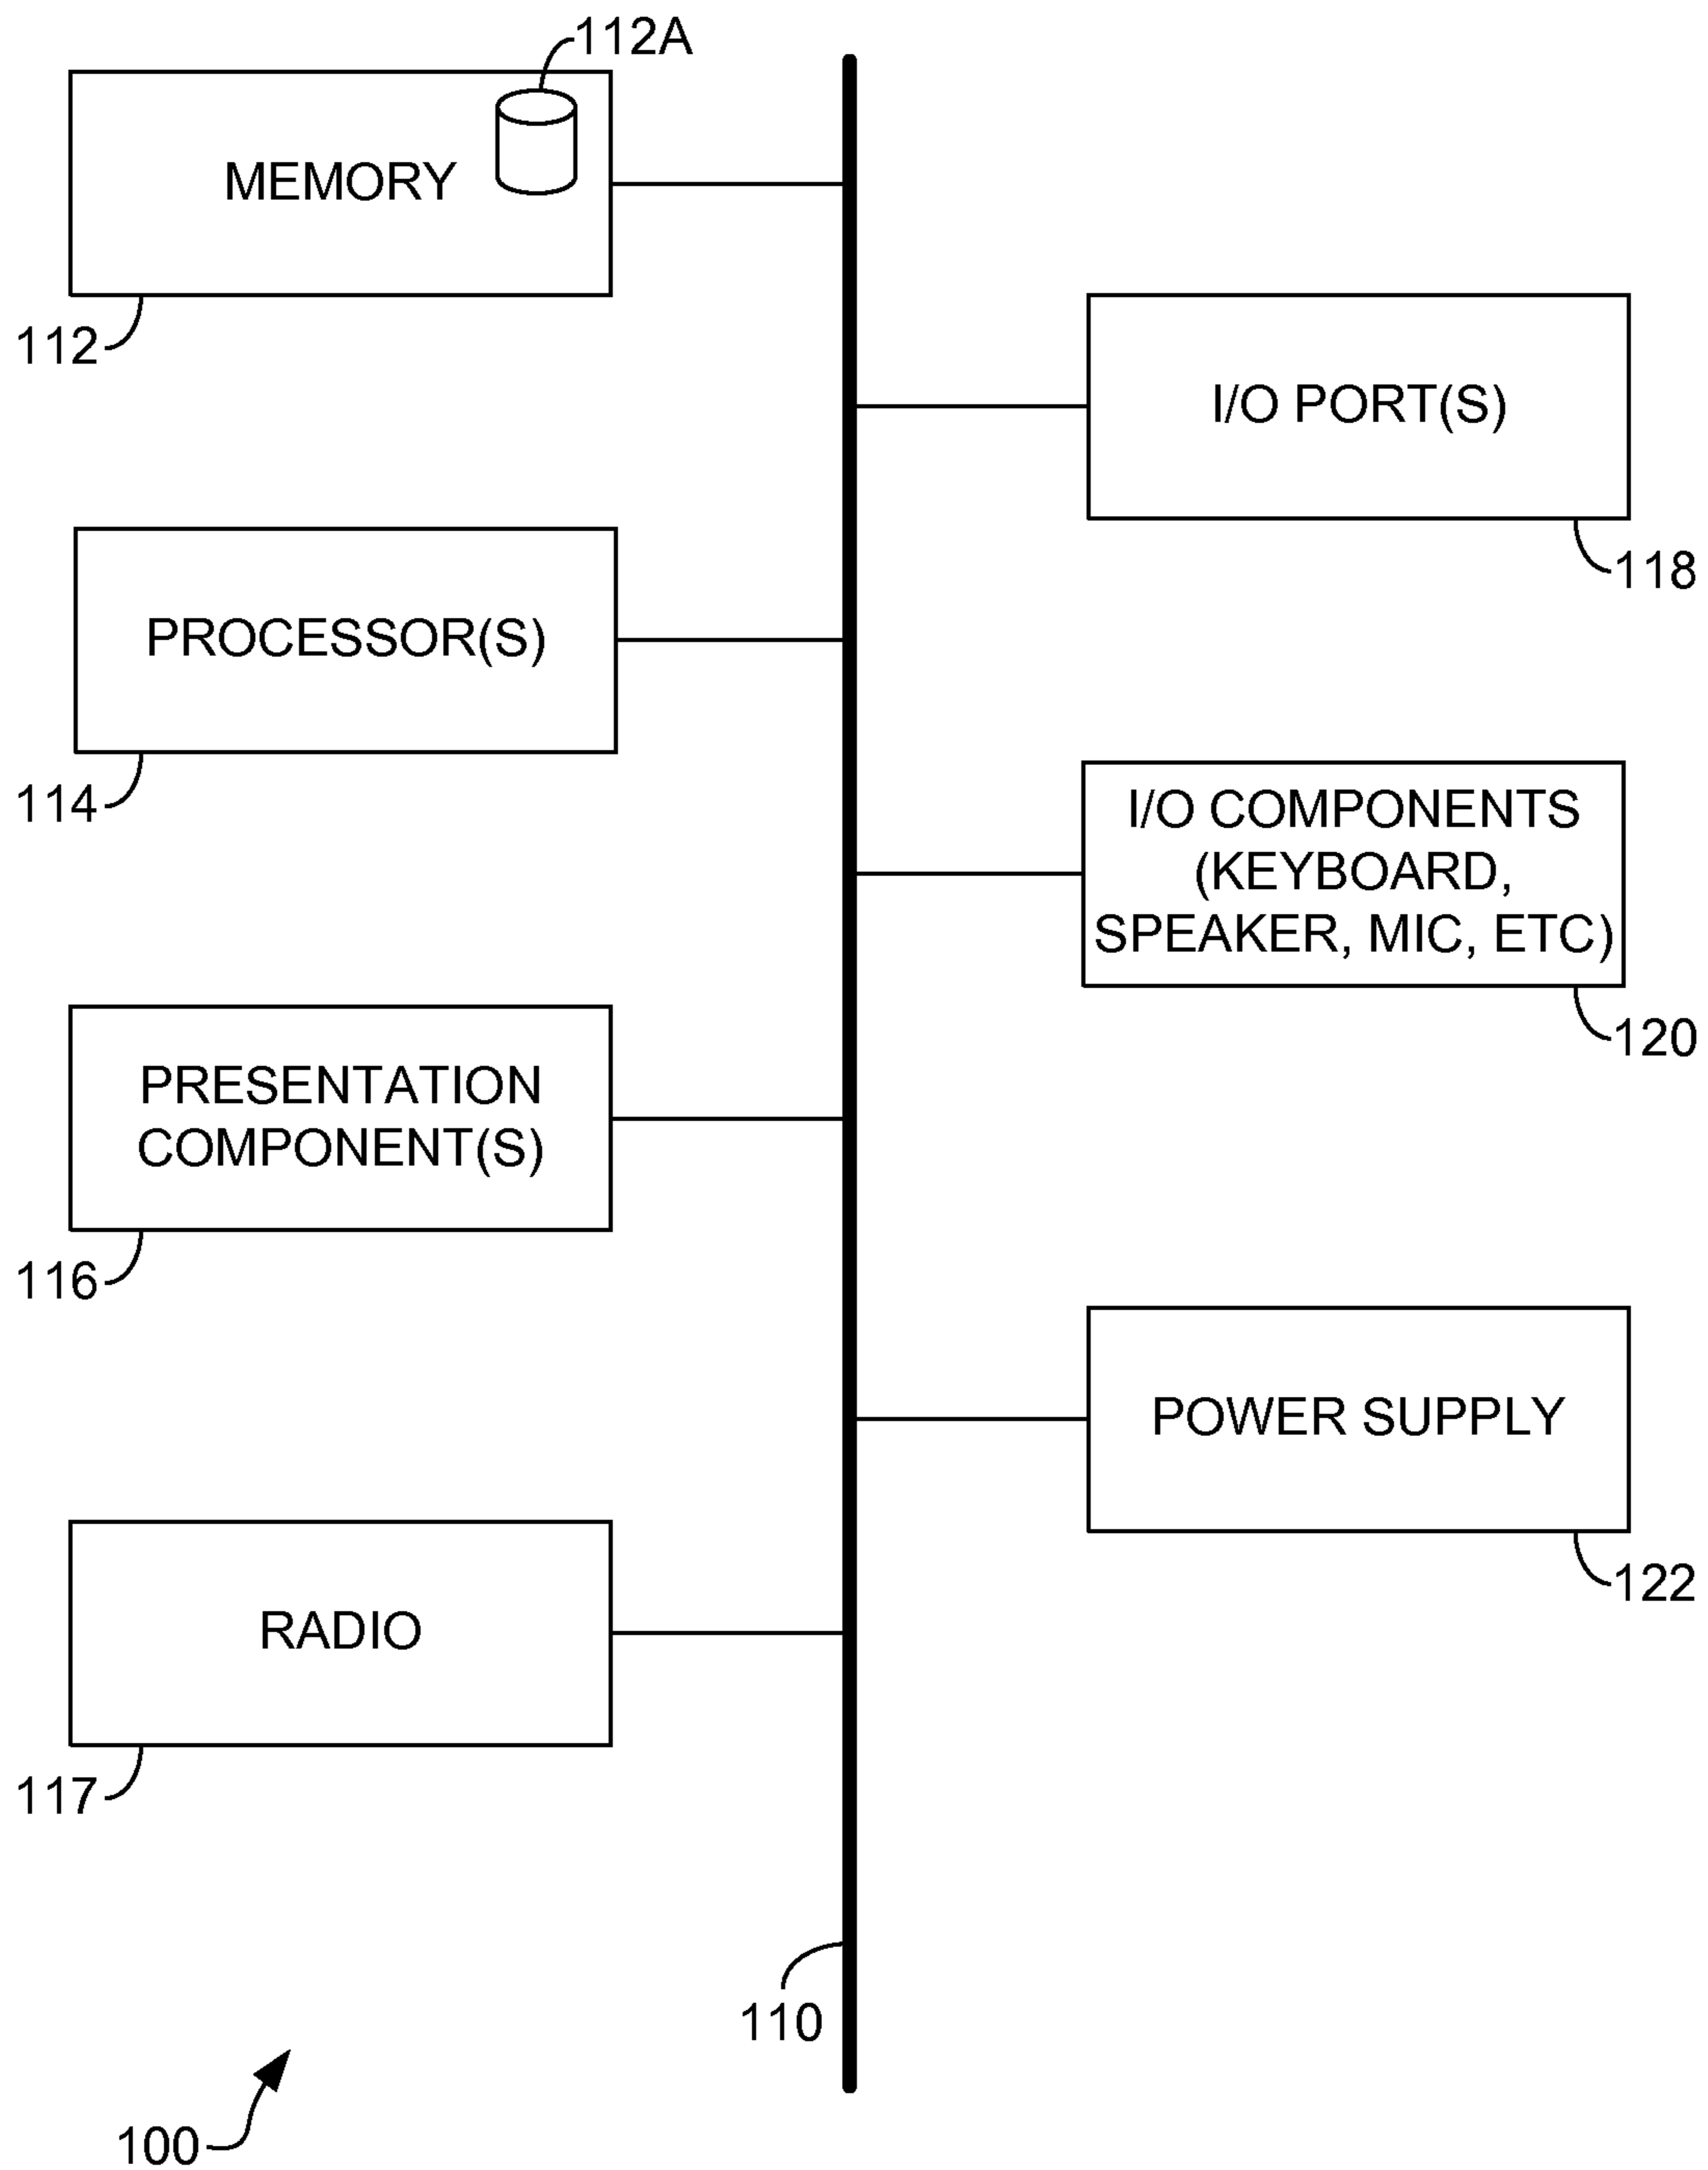 112A
MEMORY
112
I/O PORT(S)
118
PROCESSOR(S)
114
I/O COMPONENTS
(KEYBOARD,
SPEAKER, MIC, ETC)
120
PRESENTATION
COMPONENT(S)
116
POWER SUPPLY
122
RADIO
117
110
100